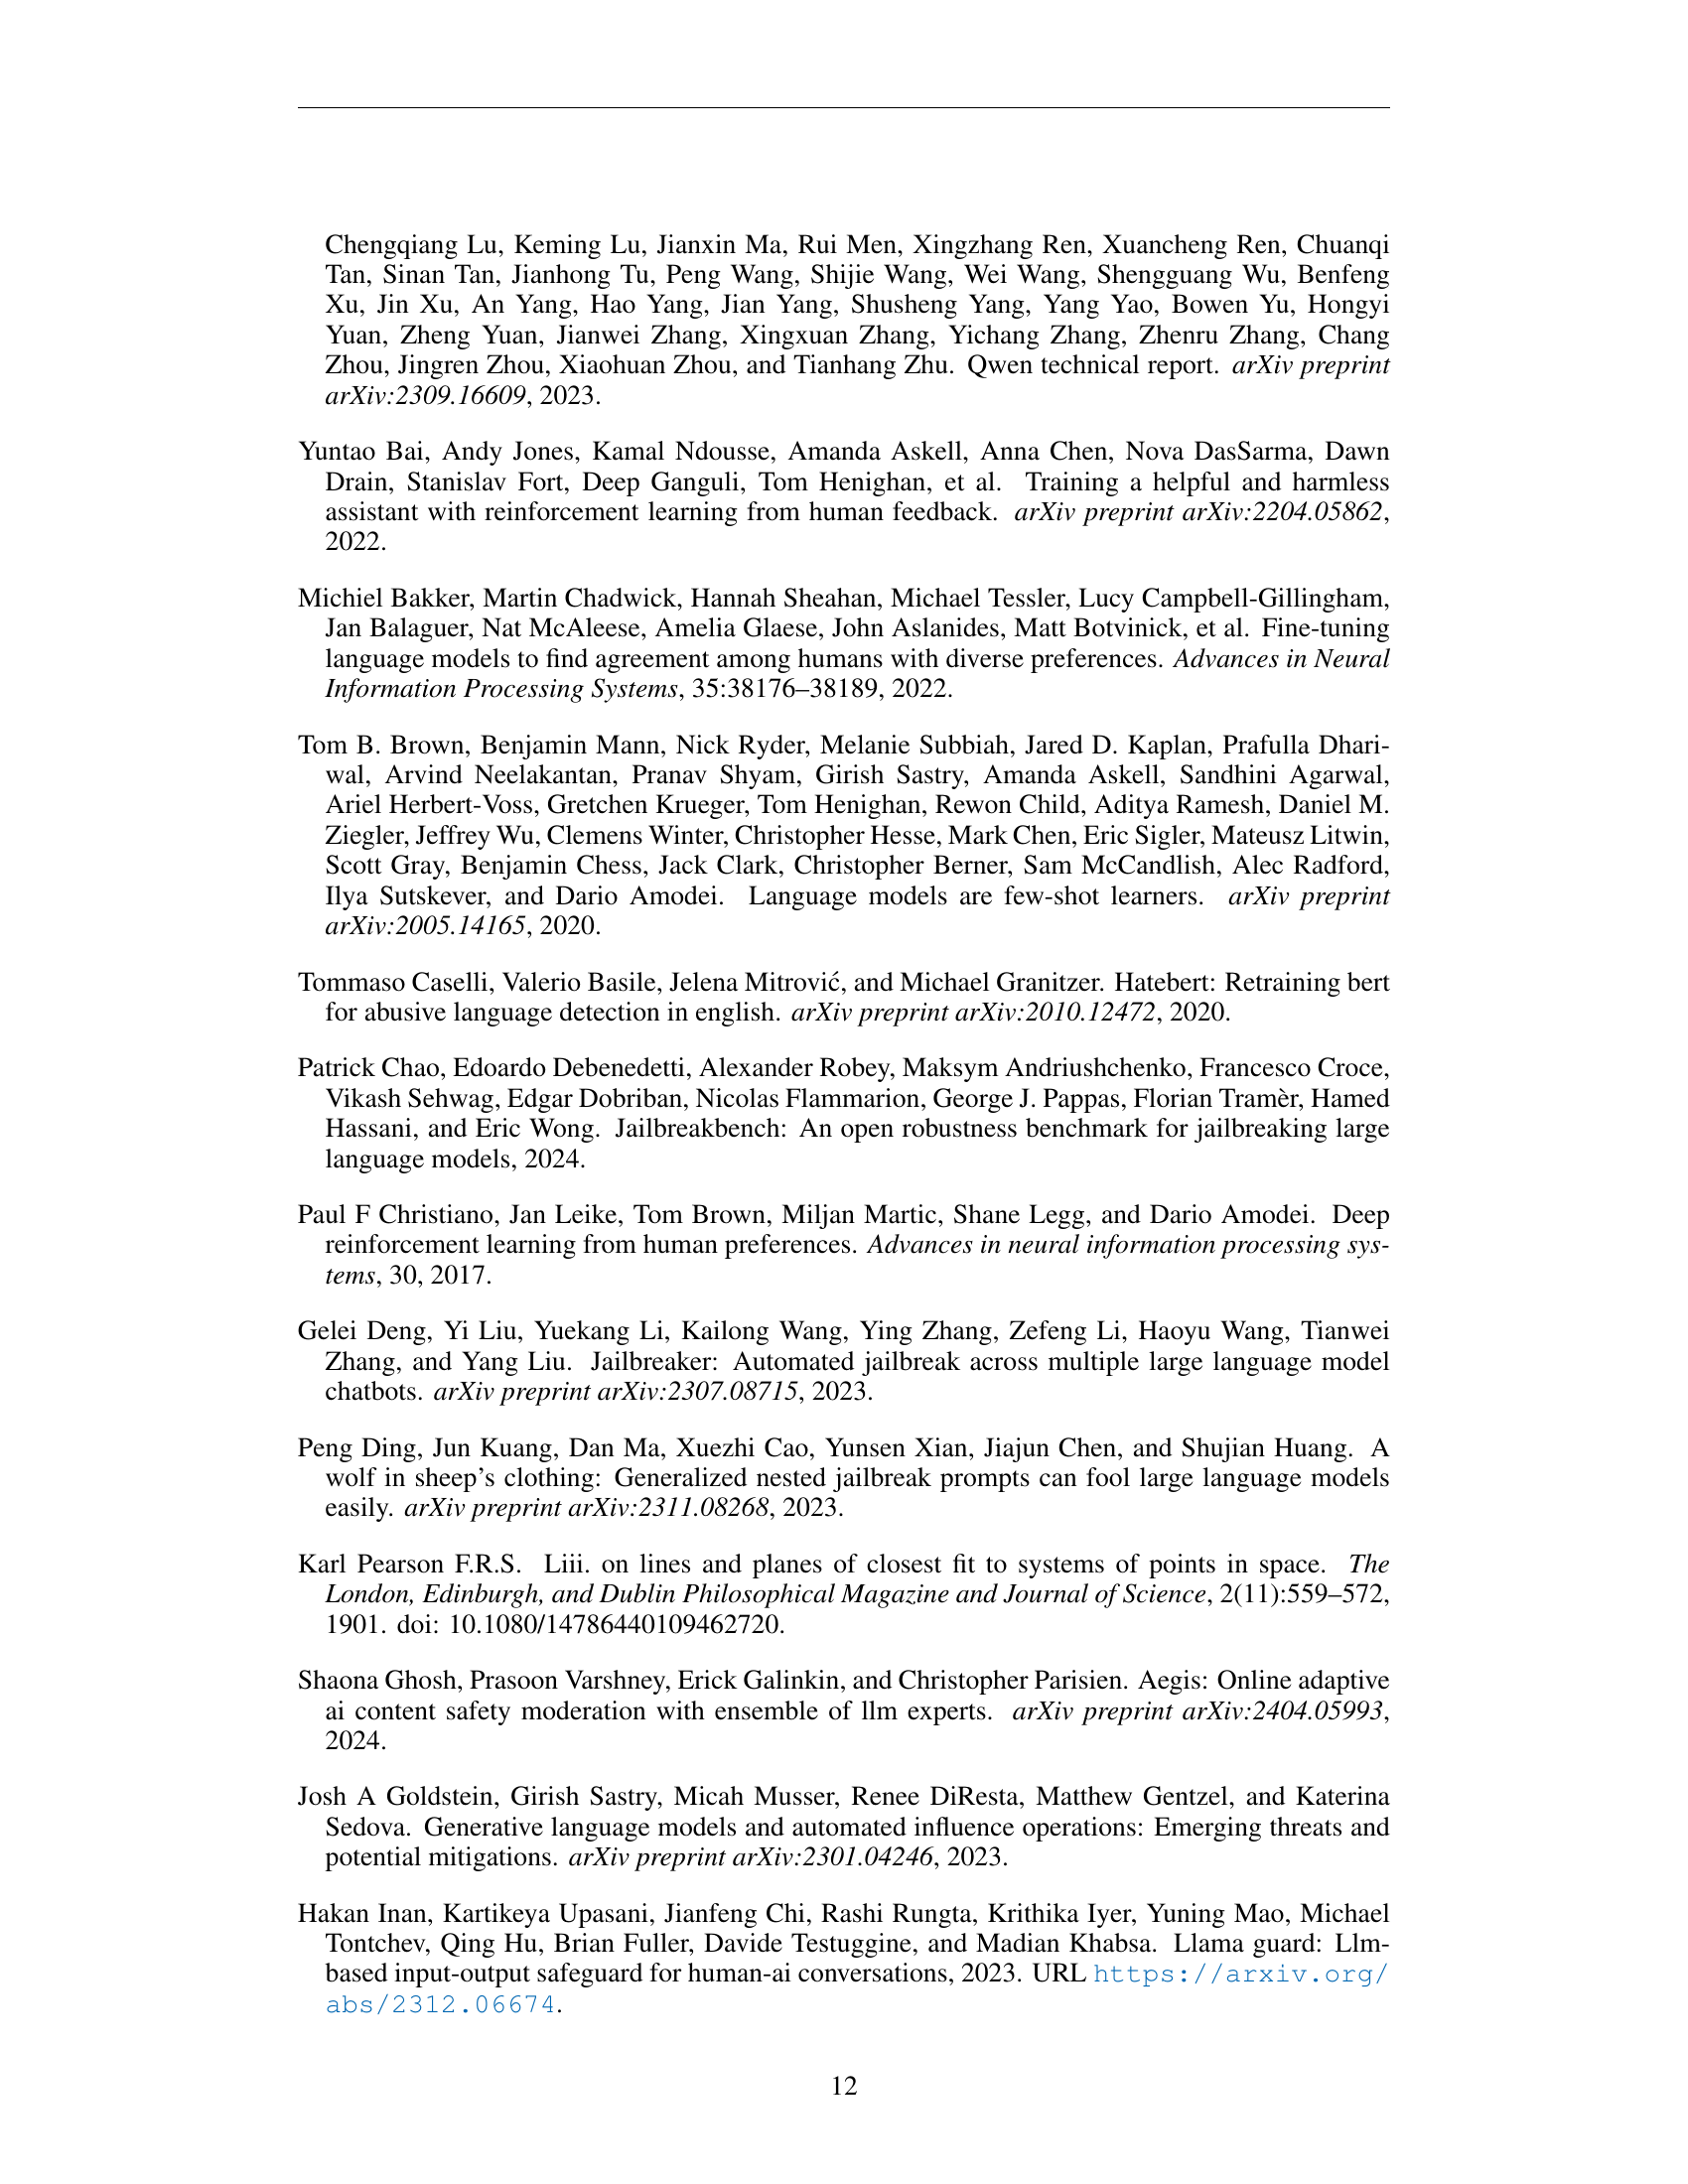 Chengqiang Lu, Keming Lu, Jianxin Ma, Rui Men, Xingzhang Ren, Xuancheng Ren, Chuanqi
Tan, Sinan Tan, Jianhong Tu, Peng Wang, Shijie Wang, Wei Wang, Shengguang Wu, Benfeng
Xu, Jin Xu, An Yang, Hao Yang, Jian Yang, Shusheng Yang, Yang Yao, Bowen Yu, Hongyi
Yuan, Zheng Yuan, Jianwei Zhang, Xingxuan Zhang, Yichang Zhang, Zhenru Zhang, Chang
Zhou, Jingren Zhou, Xiaohuan Zhou, and Tianhang Zhu. Qwen technical report. arXiv preprint
arXiv:2309.16609, 2023.
Yuntao Bai, Andy Jones, Kamal Ndousse, Amanda Askell, Anna Chen, Nova DasSarma, Dawn
Drain, Stanislav Fort, Deep Ganguli, Tom Henighan, et al. Training a helpful and harmless
assistant with reinforcement learning from human feedback. arXiv preprint arXiv:2204.05862,
2022.
Michiel Bakker, Martin Chadwick, Hannah Sheahan, Michael Tessler, Lucy Campbell-Gillingham,
Jan Balaguer, Nat McAleese, Amelia Glaese, John Aslanides, Matt Botvinick, et al. Fine-tuning
language models to find agreement among humans with diverse preferences. Advances in Neural
Information Processing Systems, 35:38176–38189, 2022.
Tom B. Brown, Benjamin Mann, Nick Ryder, Melanie Subbiah, Jared D. Kaplan, Prafulla Dhari-
wal, Arvind Neelakantan, Pranav Shyam, Girish Sastry, Amanda Askell, Sandhini Agarwal,
Ariel Herbert-Voss, Gretchen Krueger, Tom Henighan, Rewon Child, Aditya Ramesh, Daniel M.
Ziegler, Jeffrey Wu, Clemens Winter, Christopher Hesse, Mark Chen, Eric Sigler, Mateusz Litwin,
Scott Gray, Benjamin Chess, Jack Clark, Christopher Berner, Sam McCandlish, Alec Radford,
Ilya Sutskever, and Dario Amodei. Language models are few-shot learners. arXiv preprint
arXiv:2005.14165, 2020.
Tommaso Caselli, Valerio Basile, Jelena Mitrović, and Michael Granitzer. Hatebert: Retraining bert
for abusive language detection in english. arXiv preprint arXiv:2010.12472, 2020.
Patrick Chao, Edoardo Debenedetti, Alexander Robey, Maksym Andriushchenko, Francesco Croce,
Vikash Sehwag, Edgar Dobriban, Nicolas Flammarion, George J. Pappas, Florian Tramèr, Hamed
Hassani, and Eric Wong. Jailbreakbench: An open robustness benchmark for jailbreaking large
language models, 2024.
Paul F Christiano, Jan Leike, Tom Brown, Miljan Martic, Shane Legg, and Dario Amodei. Deep
reinforcement learning from human preferences. Advances in neural information processing sys-
tems, 30, 2017.
Gelei Deng, Yi Liu, Yuekang Li, Kailong Wang, Ying Zhang, Zefeng Li, Haoyu Wang, Tianwei
Zhang, and Yang Liu. Jailbreaker: Automated jailbreak across multiple large language model
chatbots. arXiv preprint arXiv:2307.08715, 2023.
Peng Ding, Jun Kuang, Dan Ma, Xuezhi Cao, Yunsen Xian, Jiajun Chen, and Shujian Huang. A
wolf in sheep's clothing: Generalized nested jailbreak prompts can fool large language models
easily. arXiv preprint arXiv:2311.08268, 2023.
Karl Pearson F.R.S. Liii. on lines and planes of closest fit to systems of points in space. The
London, Edinburgh, and Dublin Philosophical Magazine and Journal of Science, 2(11):559–572,
1901. doi: 10.1080/14786440109462720.
Shaona Ghosh, Prasoon Varshney, Erick Galinkin, and Christopher Parisien. Aegis: Online adaptive
ai content safety moderation with ensemble of llm experts. arXiv preprint arXiv:2404.05993,
2024.
Josh A Goldstein, Girish Sastry, Micah Musser, Renee DiResta, Matthew Gentzel, and Katerina
Sedova. Generative language models and automated influence operations: Emerging threats and
potential mitigations. arXiv preprint arXiv:2301.04246, 2023.
Hakan Inan, Kartikeya Upasani, Jianfeng Chi, Rashi Rungta, Krithika Iyer, Yuning Mao, Michael
Tontchev, Qing Hu, Brian Fuller, Davide Testuggine, and Madian Khabsa. Llama guard: Llm-
based input-output safeguard for human-ai conversations, 2023. URL https://arxiv.org/
abs/2312.06674.
12